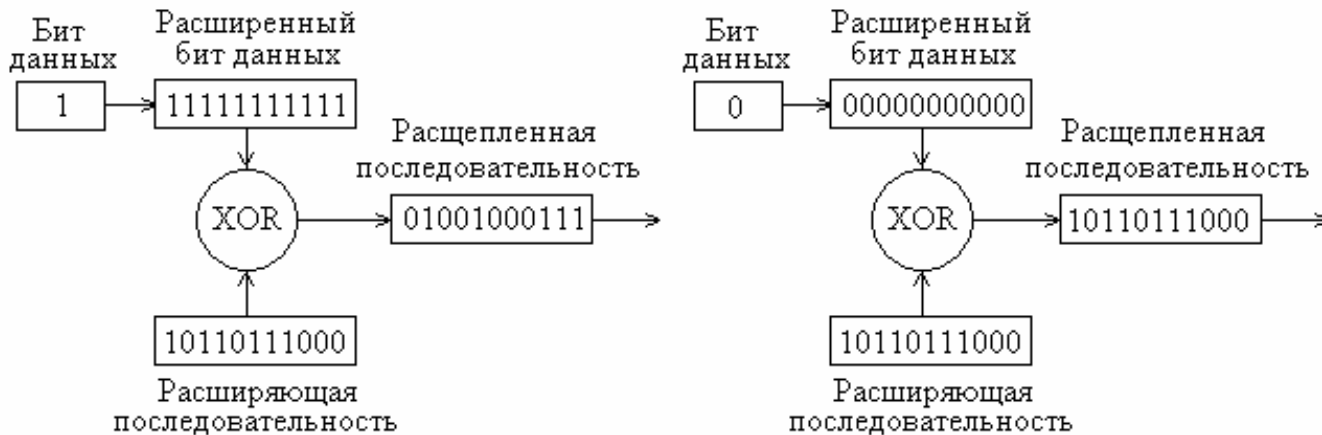 Бит
данных
Расширенный
бит данных
1
11111111111
Расщепленная
последовательность
XOR
01001000111
10110111000
Расширяющая
последовательность
Бит
данных
Расширенный
бит данных
0
00000000000
Расщепленная
последовательность
XOR
10110111000
10110111000
Расширяющая
последовательность